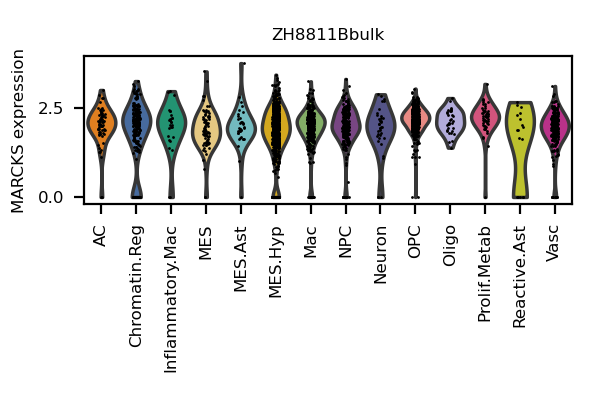 ZH8811Bbulk
MARCKS expression
2.5
0.0
AC
Chromatin.Reg
Inflammatory.Mac
MES
MES.Ast
MES.Hyp
Mac
NPC
Neuron
OPC
Oligo
Prolif.Metab
Reactive.Ast
Vasc